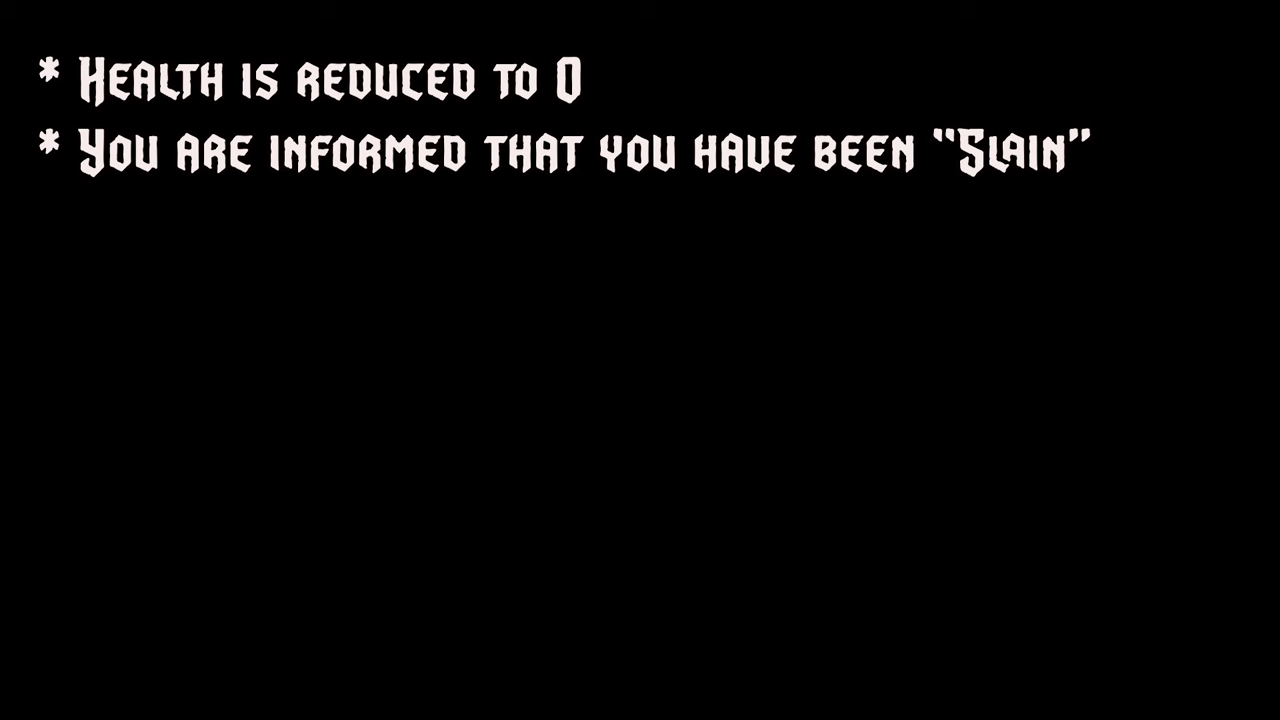 * Health is reduced to 0
* You are informed that you have been “Slain”